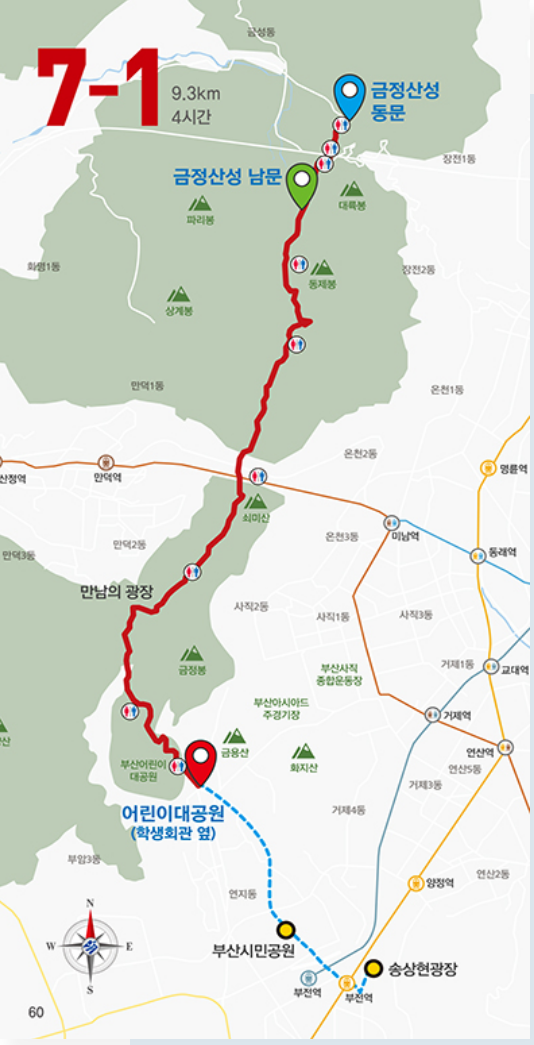 7-1
9.3km
4시간
금성동
금정산성
동문
장전1동
금정산성 남문
대륙봉
파리봉
화명1동
장전2동
동제봉
상계봉
만덕1동
온천1동
온천2동
명륜역
만덕역
산정역
쇠미산
미남역
온천3동
만덕2동
동래역
만덕3동
만남의 광장
사직2동
사직1동
사직3동
금정봉
부산사직
종합운동장
거제1동
교대역
부산아시아드
주경기장
거제역
금용산
연산역
부산어린이
대공원
화지산
연산5동
거제3동
산
어린이대공원
(학생회관 옆)
거제4동
부암3동
연지동
양정역
연산2동
N
W
E
S
부산시민공원
송상현광장
부전역
부전역
60